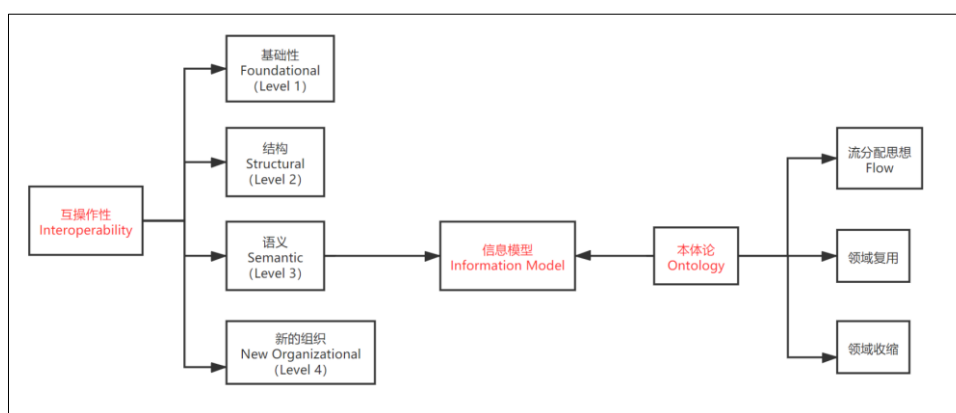 互操作性
Interoperability
基础性
Foundational
(Level 1)
结构
Structural
(Level 2)
语义
Semantic
(Level 3)
新的组织
New Organizational
(Level 4)
信息模型
Information Model
本体论
Ontology
流分配思想
Flow
领域复用
领域收缩